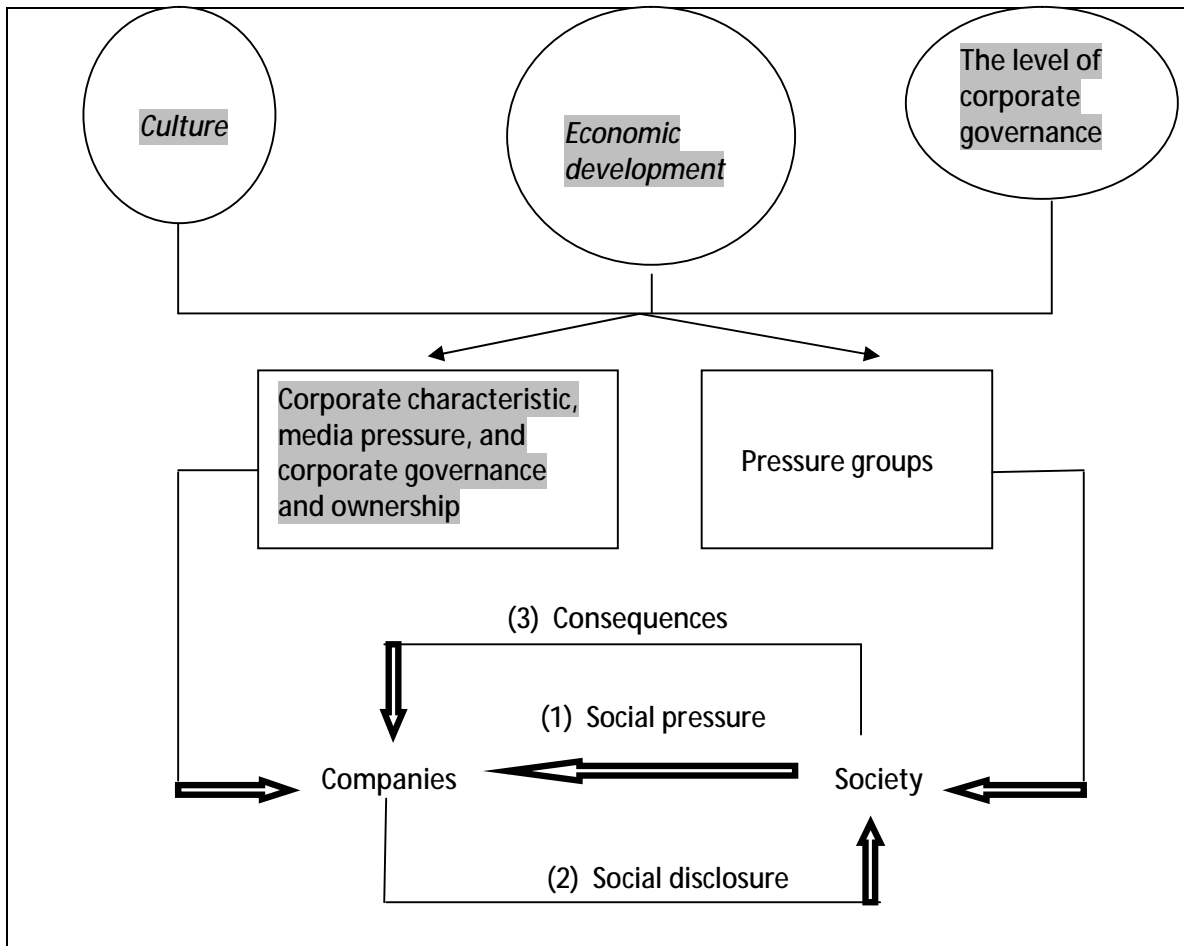 Culture
Economic
development
The level of
corporate
governance
Corporate characteristic,
media pressure, and
corporate governance
and ownership
Pressure groups
(3) Consequences
(1) Social pressure
Companies
Society
(2) Social disclosure